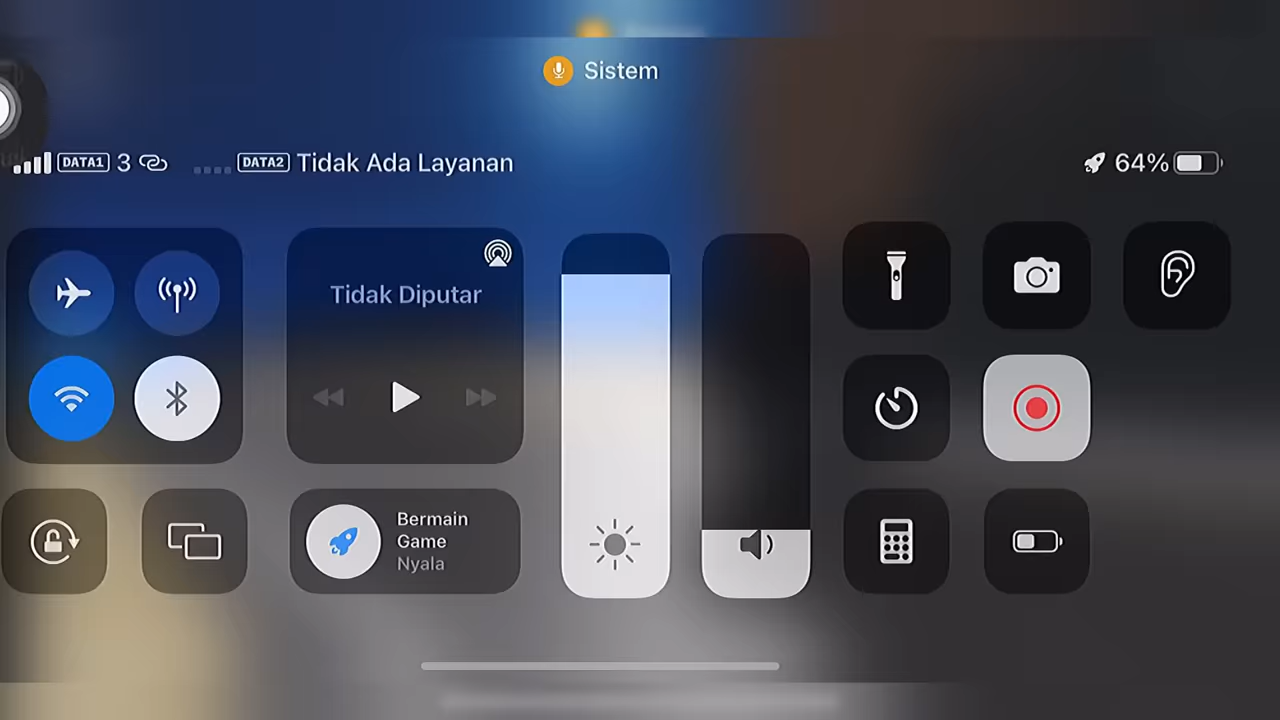 Sistem
DATA1 3 DATA2 Tidak Ada Layanan 64%
Tidak Diputar
Bermain
Game
Nyala